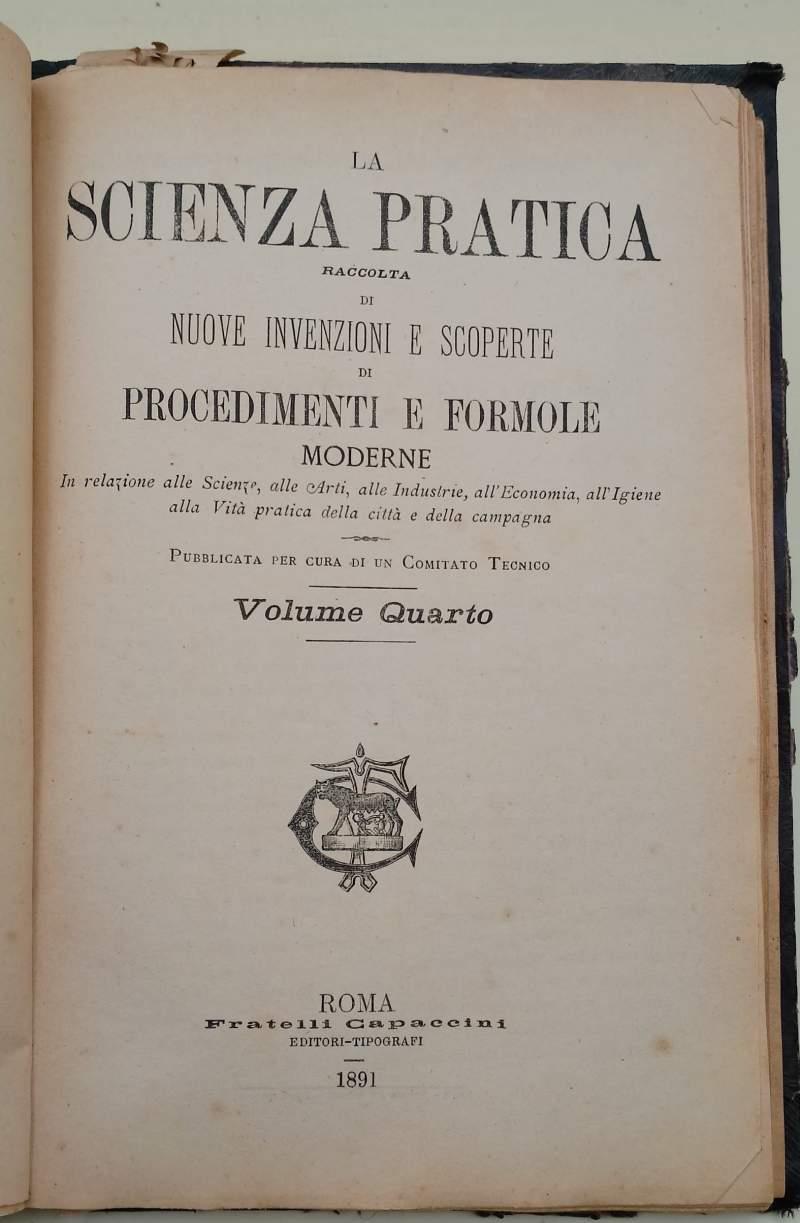 LA
SCIENZA PRATICA
RACCOLTA
DI
NUOVE INVENZIONI E SCOPERTE
DI
PROCEDIMENTI E FORMOLE
MODERNE
In relazione alle Scienze, alle Arti, alle Industrie, all'Economia, all'Igiene
alla Vità pratica della città e della campagna
PUBBLICATA PER CURA DI UN COMITATO TECNICO
Volume Quarto
ROMA
Fratelli Capaccini
EDITORI-TIPOGRAFI
1891